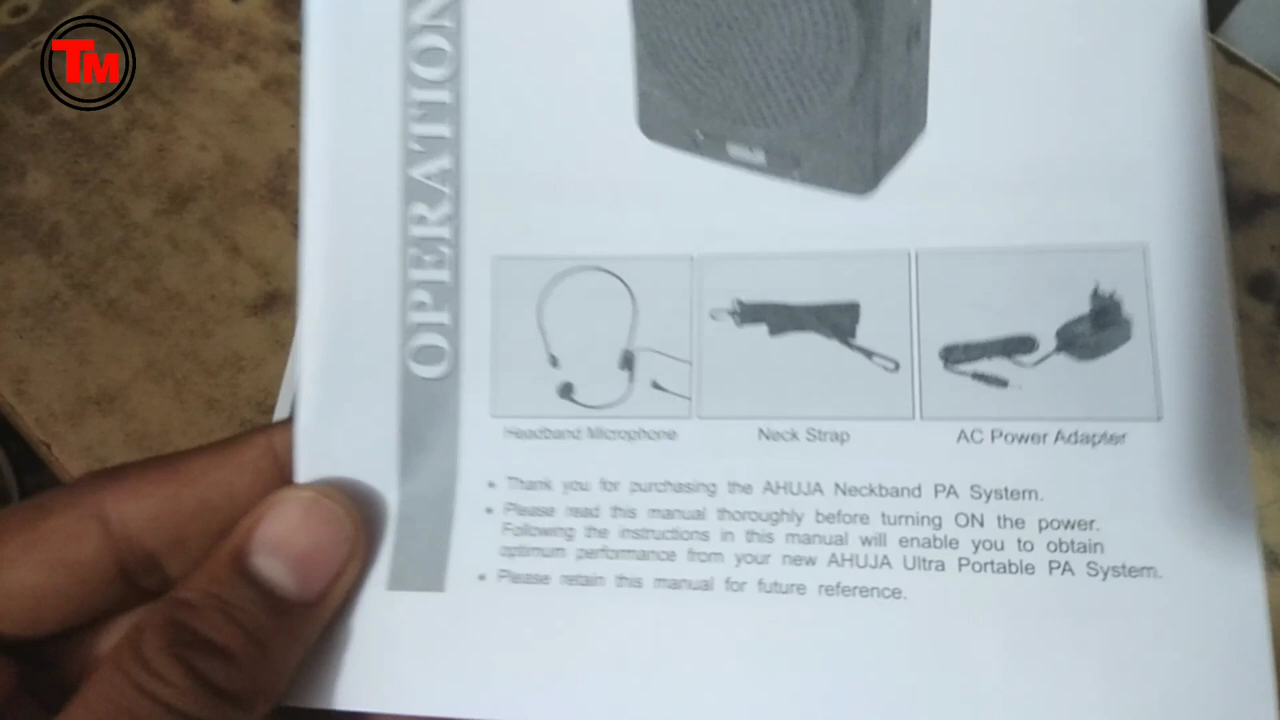 TM
OPERATION
Headband Microphone
Neck Strap
AC Power Adapter
• Thank you for purchasing the AHUJA Neckband PA System.
• Please read this manual thoroughly before turning ON the power.
Following the instructions in this manual will enable you to obtain
optimum performance from your new AHUJA Ultra Portable PA System.
• Please retain this manual for future reference.